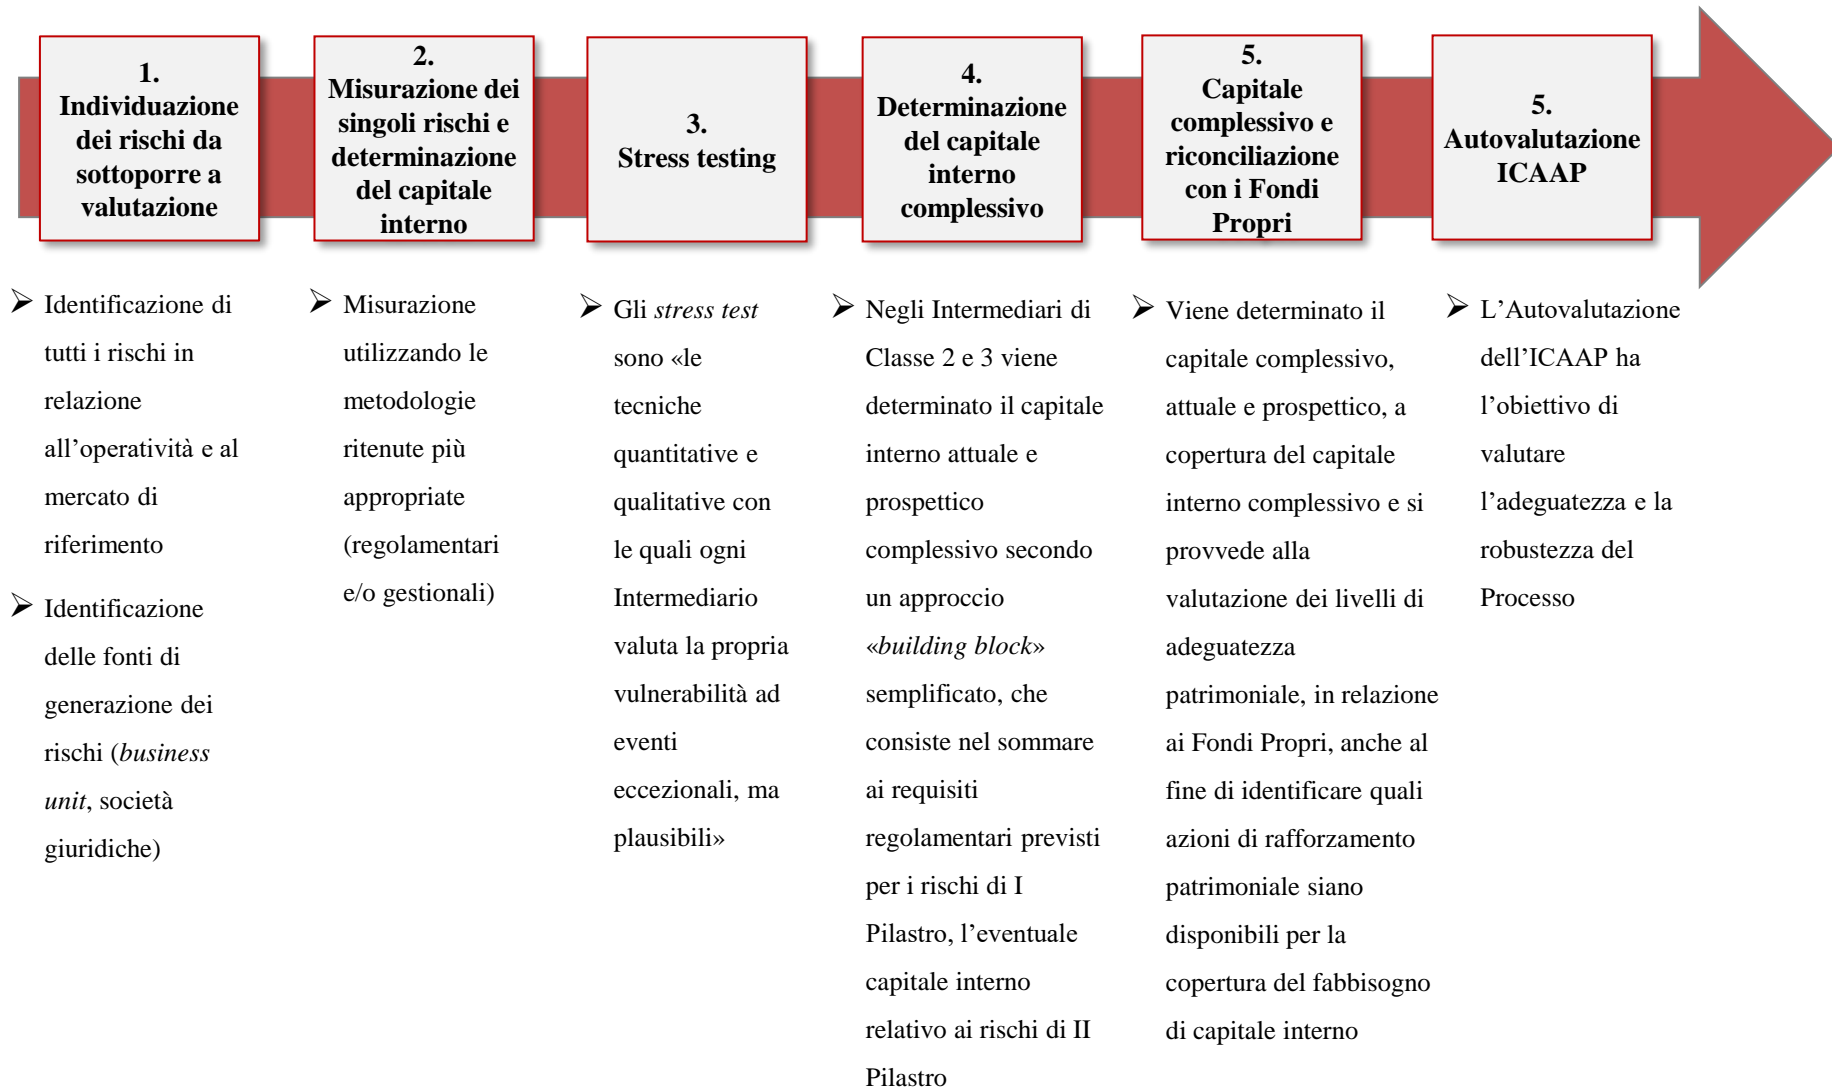 1.
Individuazione
dei rischi da
sottoporre a
valutazione
2.
Misurazione dei
singoli rischi e
determinazione
del capitale
interno
3.
Stress testing
4.
Determinazione
del capitale
interno
complessivo
5.
Capitale
complessivo e
riconciliazione
con i Fondi
Propri
5.
Autovalutazione
ICAAP
➢ Identificazione di
tutti i rischi in
relazione
all’operatività e al
mercato di
riferimento
➢ Identificazione
delle fonti di
generazione dei
rischi (business
unit, società
giuridiche)
➢ Misurazione
utilizzando le
metodologie
ritenute più
appropriate
(regolamentari
e/o gestionali)
➢ Gli stress test
sono «le
tecniche
quantitative e
qualitative con
le quali ogni
Intermediario
valuta la propria
vulnerabilità ad
eventi
eccezionali, ma
plausibili»
➢ Negli Intermediari di
Classe 2 e 3 viene
determinato il capitale
interno attuale e
prospettico
complessivo secondo
un approccio
«building block»
semplificato, che
consiste nel sommare
ai requisiti
regolamentari previsti
per i rischi di I
Pilastro, l’eventuale
capitale interno
relativo ai rischi di II
Pilastro
➢ Viene determinato il
capitale complessivo,
attuale e prospettico, a
copertura del capitale
interno complessivo e si
provvede alla
valutazione dei livelli di
adeguatezza
patrimoniale, in relazione
ai Fondi Propri, anche al
fine di identificare quali
azioni di rafforzamento
patrimoniale siano
disponibili per la
copertura del fabbisogno
di capitale interno
➢ L’Autovalutazione
dell’ICAAP ha
l’obiettivo di
valutare
l’adeguatezza e la
robustezza del
Processo